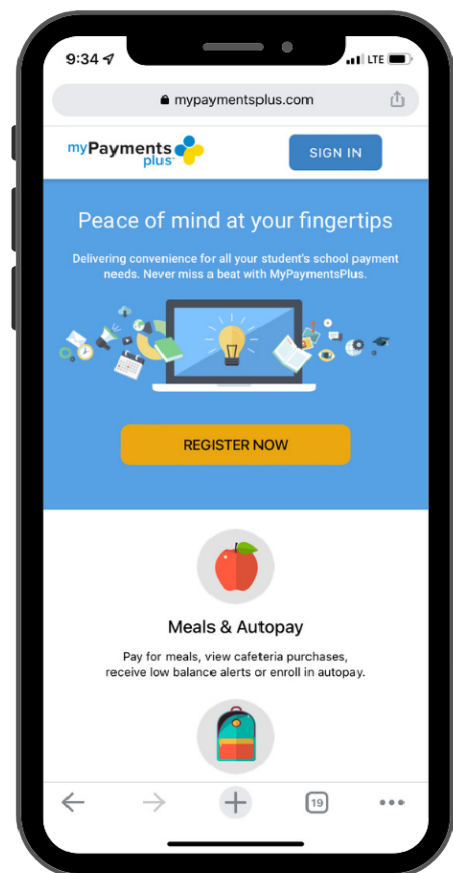 9:34
LTE
mypaymentsplus.com
myPayments
plus
SIGN IN
Peace of mind at your fingertips
Delivering convenience for all your student's school payment
needs. Never miss a beat with MyPaymentsPlus.
REGISTER NOW
Meals & Autopay
Pay for meals, view cafeteria purchases,
receive low balance alerts or enroll in autopay.
19